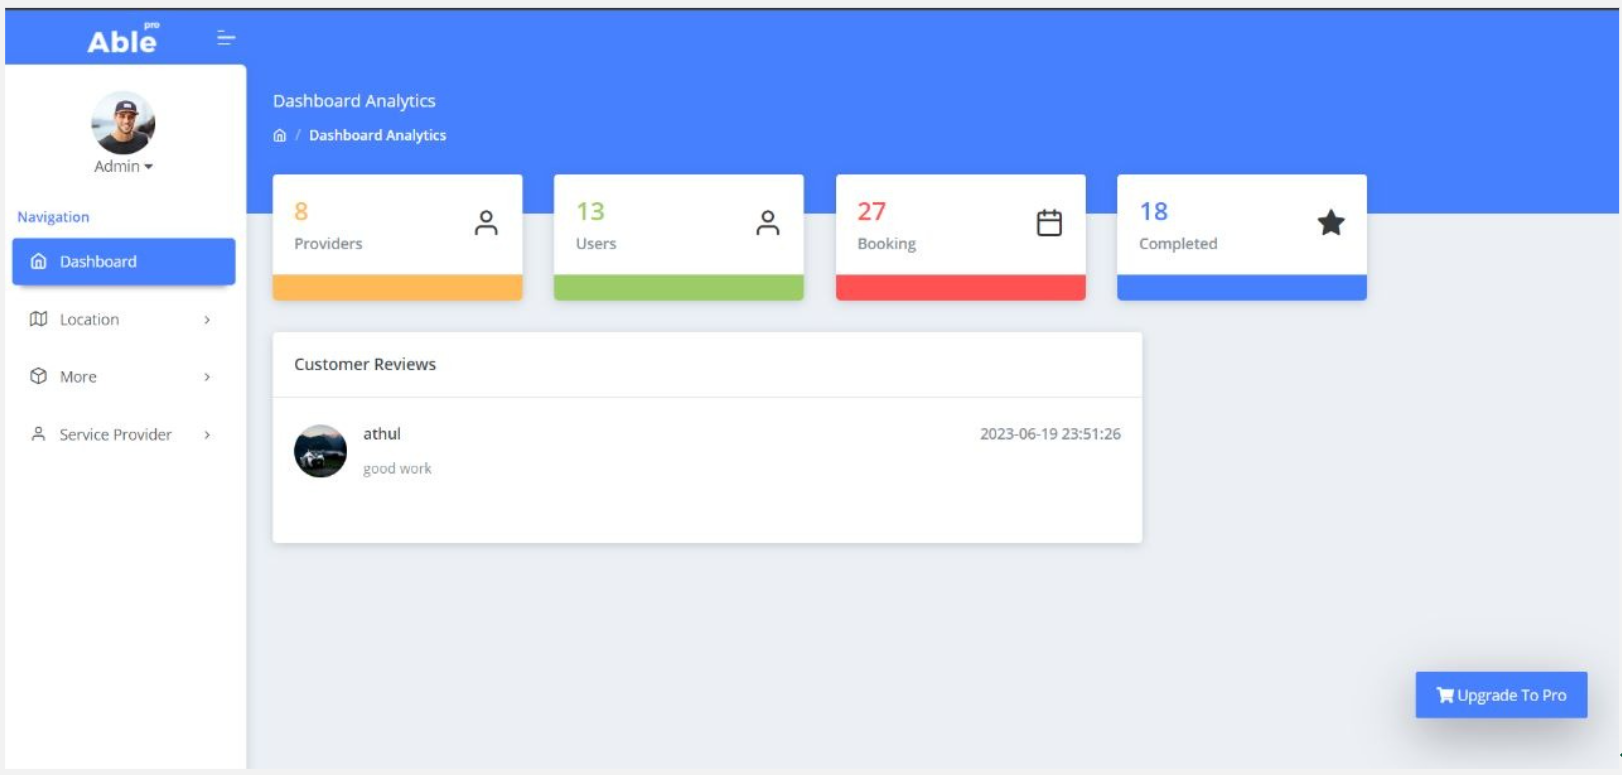 Able pro
Admin
Navigation
Dashboard
Location
More
Service Provider
Dashboard Analytics
/ Dashboard Analytics
8
Providers
13
Users
27
Booking
18
Completed
Customer Reviews
athul 2023-06-19 23:51:26
good work
Upgrade To Pro